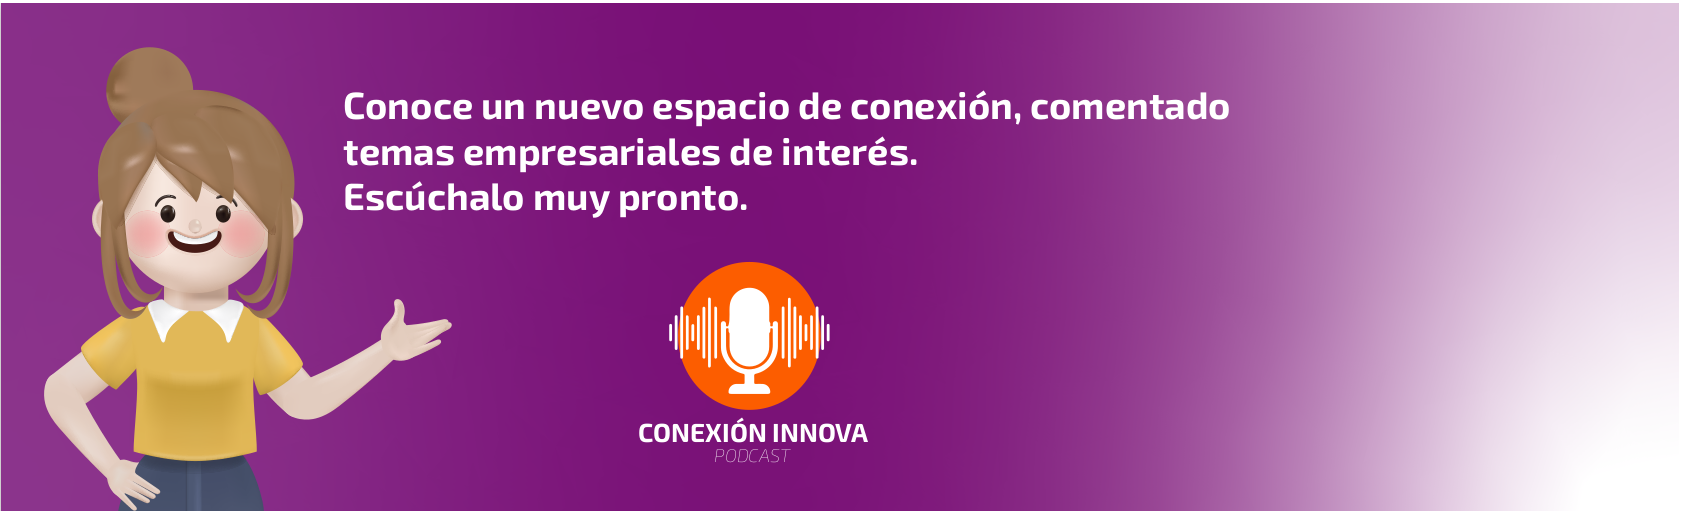 Conoce un nuevo espacio de conexión, comentado
temas empresariales de interés.
Escúchalo muy pronto.
CONEXIÓN INNOVA
PODCAST